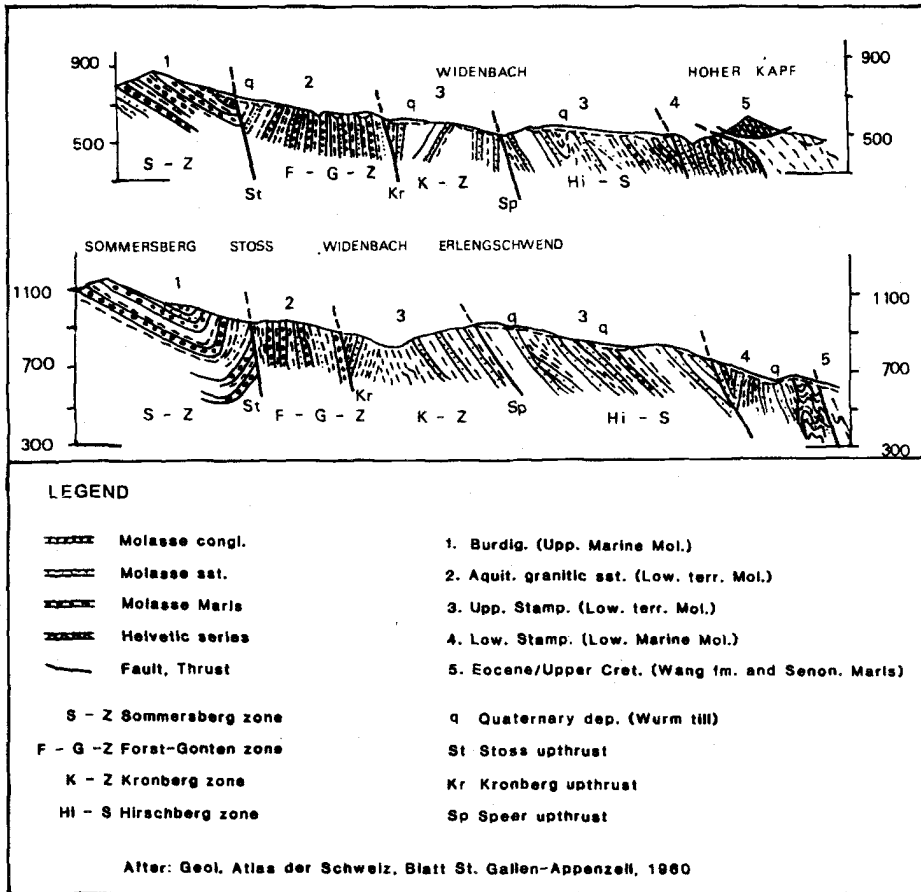 1
900
q
2
WIDENBACH
3
q
HOHER KAPF
900
3
q
4
5
500
500
S - Z
St
F - G - Z
Kr
K - Z
Sp
Hi - S
SOMMERSBERG STOSS WIDENBACH ERLENGSCHWEND
1100
1
2
3
q
3
q
1100
700
4
q
5
700
S - Z
St
F - G - Z
Kr
K - Z
Sp
Hi - S
300
300
LEGEND
Molasse congl.
Molasse sst.
Molasse Marls
Helvetic series
Fault, Thrust
S - Z Sommersberg zone
F - G -Z Forst-Gonten zone
K - Z Kronberg zone
Hi - S Hirschberg zone
1. Burdig. (Upp. Marine Mol.)
2. Aquit. granitic sst. (Low. terr. Mol.)
3. Upp. Stamp. (Low. terr. Mol.)
4. Low. Stamp. (Low. Marine Mol.)
5. Eocene/Upper Cret. (Wang fm. and Senon. Marls)
q Quaternary dep. (Wurm till)
St Stoss upthrust
Kr Kronberg upthrust
Sp Speer upthrust
After: Geol. Atlas der Schweiz, Blatt St. Gallen-Appenzell, 1960